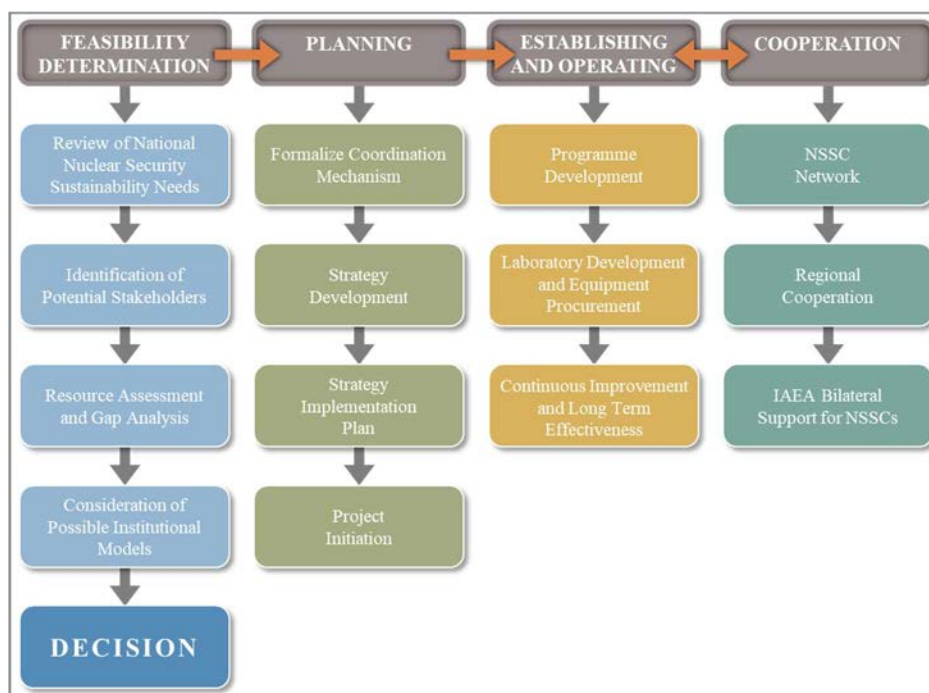 FEASIBILITY
DETERMINATION
PLANNING
ESTABLISHING
AND OPERATING
COOPERATION
Review of National
Nuclear Security
Sustainability Needs
Identification of
Potential Stakeholders
Resource Assessment
and Gap Analysis
Consideration of
Possible Institutional
Models
DECISION
Formalize Coordination
Mechanism
Strategy
Development
Strategy
Implementation
Plan
Project
Initiation
Programme
Development
Laboratory Development
and Equipment
Procurement
Continuous Improvement
and Long Term
Effectiveness
NSSC
Network
Regional
Cooperation
IAEA Bilateral
Support for NSSCs